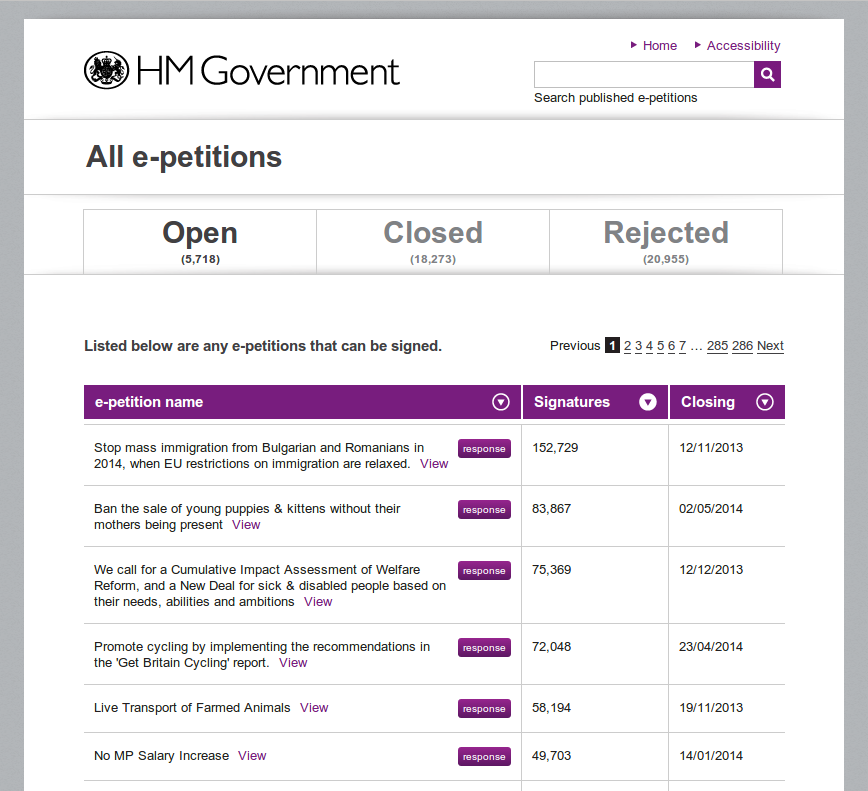 Home Accessibility
HM Government
Search published e-petitions
All e-petitions
Open Closed Rejected
(5,718) (18,273) (20,955)
Listed below are any e-petitions that can be signed. Previous 1 2 3 4 5 6 7 … 285 286 Next
e-petition name Signatures Closing
Stop mass immigration from Bulgarian and Romanians in response 152,729 12/11/2013
2014, when EU restrictions on immigration are relaxed. View
Ban the sale of young puppies & kittens without their response 83,867 02/05/2014
mothers being present View
We call for a Cumulative Impact Assessment of Welfare response 75,369 12/12/2013
Reform, and a New Deal for sick & disabled people based on
their needs, abilities and ambitions View
Promote cycling by implementing the recommendations in response 72,048 23/04/2014
the 'Get Britain Cycling' report. View
Live Transport of Farmed Animals View response 58,194 19/11/2013
No MP Salary Increase View response 49,703 14/01/2014